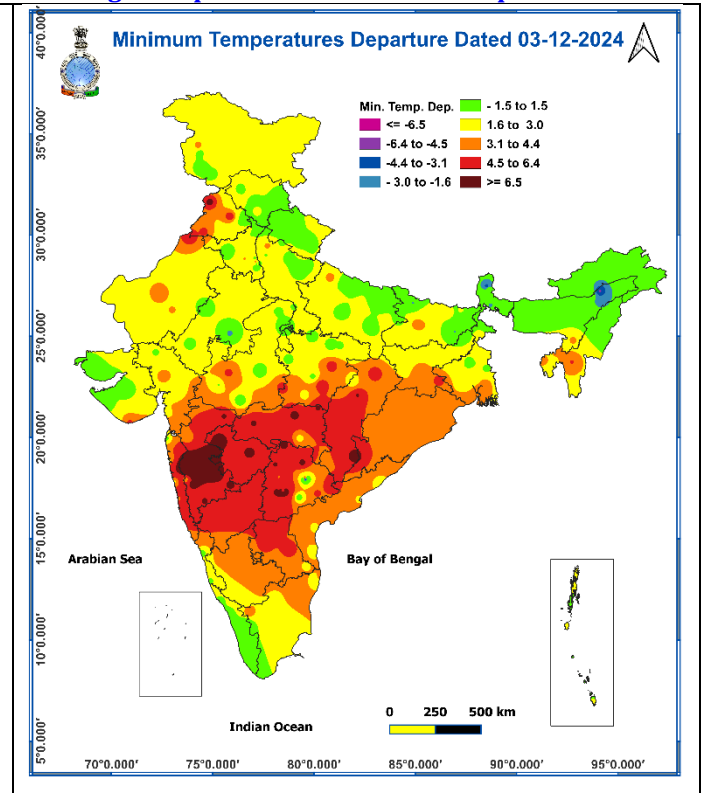 Minimum Temperatures Departure Dated 03-12-2024
Min. Temp. Dep.
<= -6.5
-6.4 to -4.5
-4.4 to -3.1
- 3.0 to -1.6
- 1.5 to 1.5
1.6 to 3.0
3.1 to 4.4
4.5 to 6.4
>= 6.5
40°0.000'
35°0.000'
30°0.000'
25°0.000'
20°0.000'
15°0.000'
10°0.000'
5°0.000'
Arabian Sea
Bay of Bengal
Indian Ocean
0 250 500 km
70°0.000' 75°0.000' 80°0.000' 85°0.000' 90°0.000' 95°0.000'